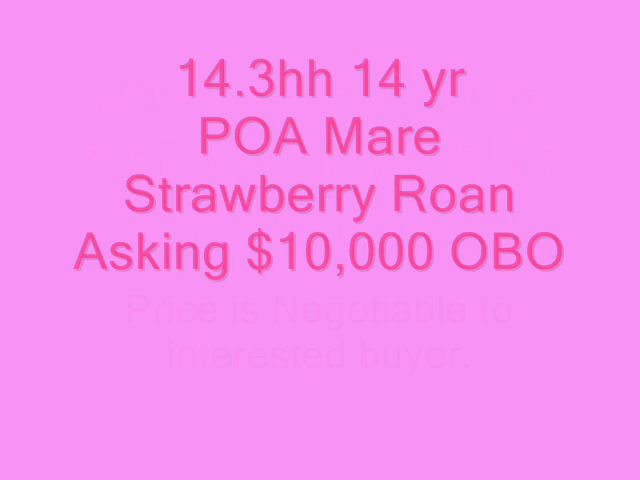 14.3hh 14 yr
POA Mare
Strawberry Roan
Asking $10,000 OBO
Price is Negotiable to
interested buyer.